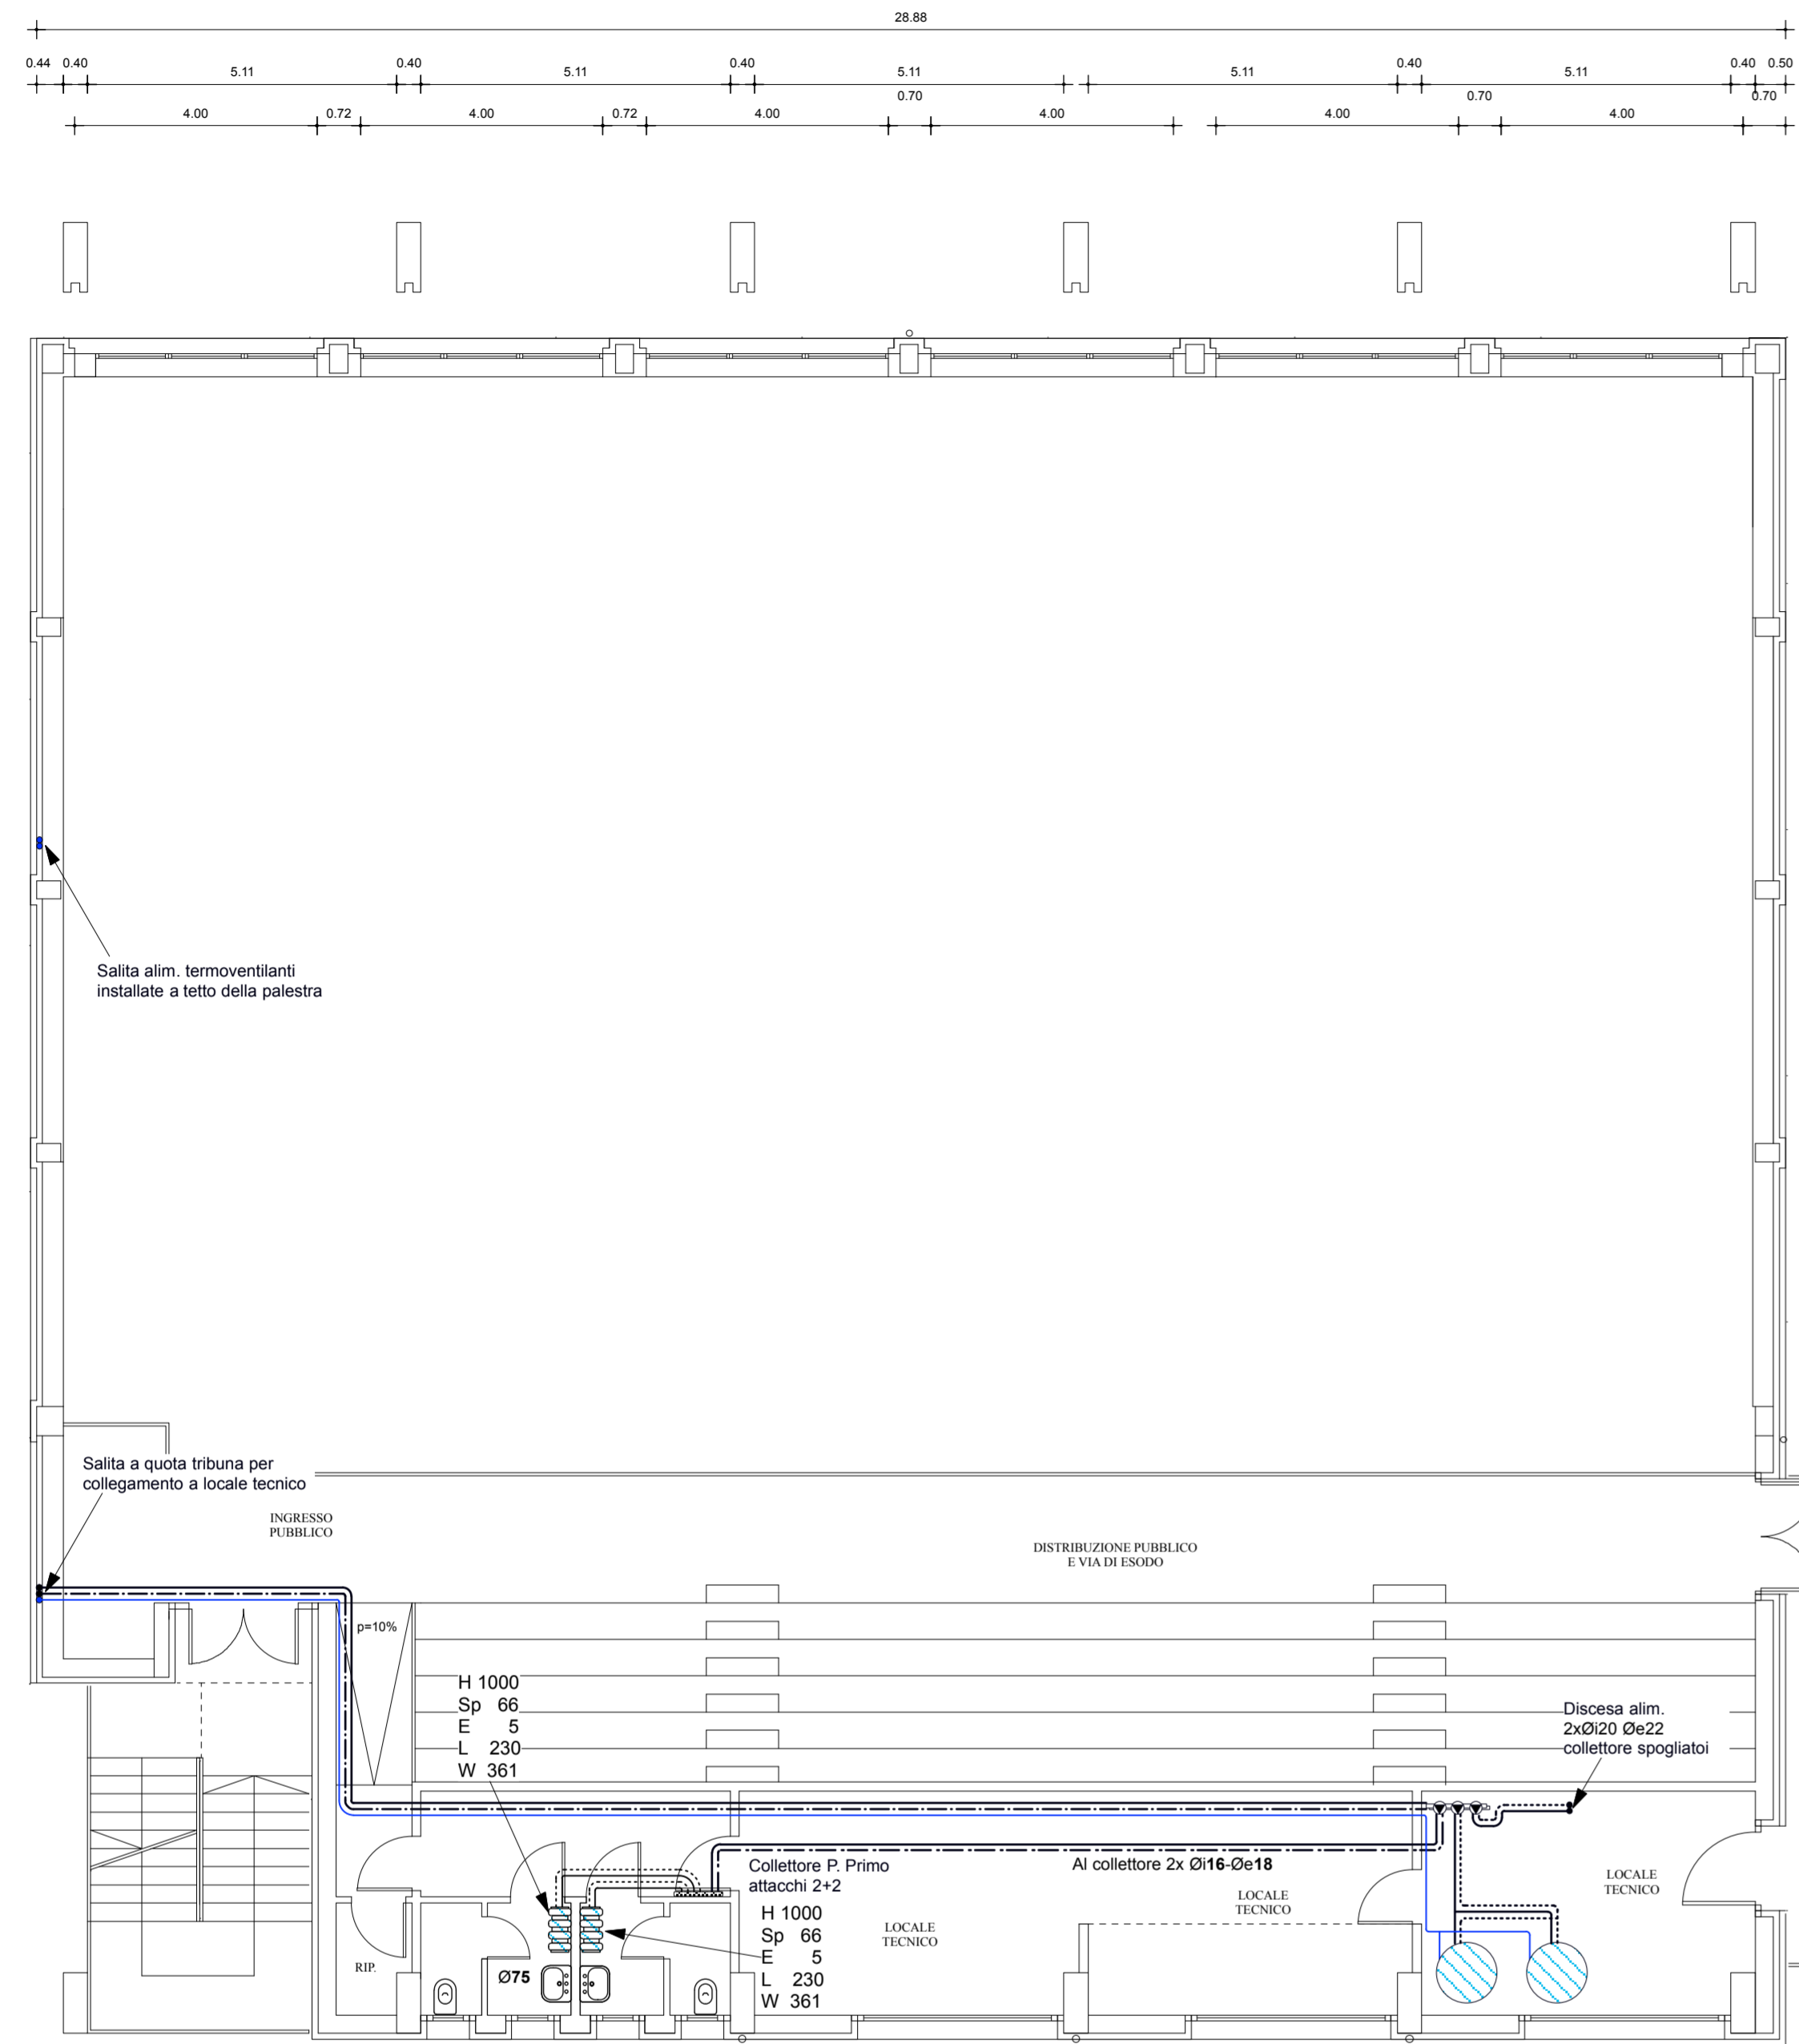 28.88
0.44 0.40 5.11 0.40 5.11 0.40 5.11 5.11 0.40 5.11 0.40 0.50
0.70 0.70 0.70
4.00 0.72 4.00 0.72 4.00 4.00 4.00 4.00
Salita alim. termoventilanti
installate a tetto della palestra
Salita a quota tribuna per
collegamento a locale tecnico
INGRESSO
PUBBLICO
DISTRIBUZIONE PUBBLICO
E VIA DI ESODO
p=10%
H 1000
Sp 66
E 5
L 230
W 361
Discesa alim.
2xØi20 Øe22
collettore spogliatoi
Collettore P. Primo
attacchi 2+2
Al collettore 2x Øi16-Øe18
H 1000
Sp 66
E 5
L 230
W 361
LOCALE
TECNICO
LOCALE
TECNICO
LOCALE
TECNICO
RIP.
Ø75